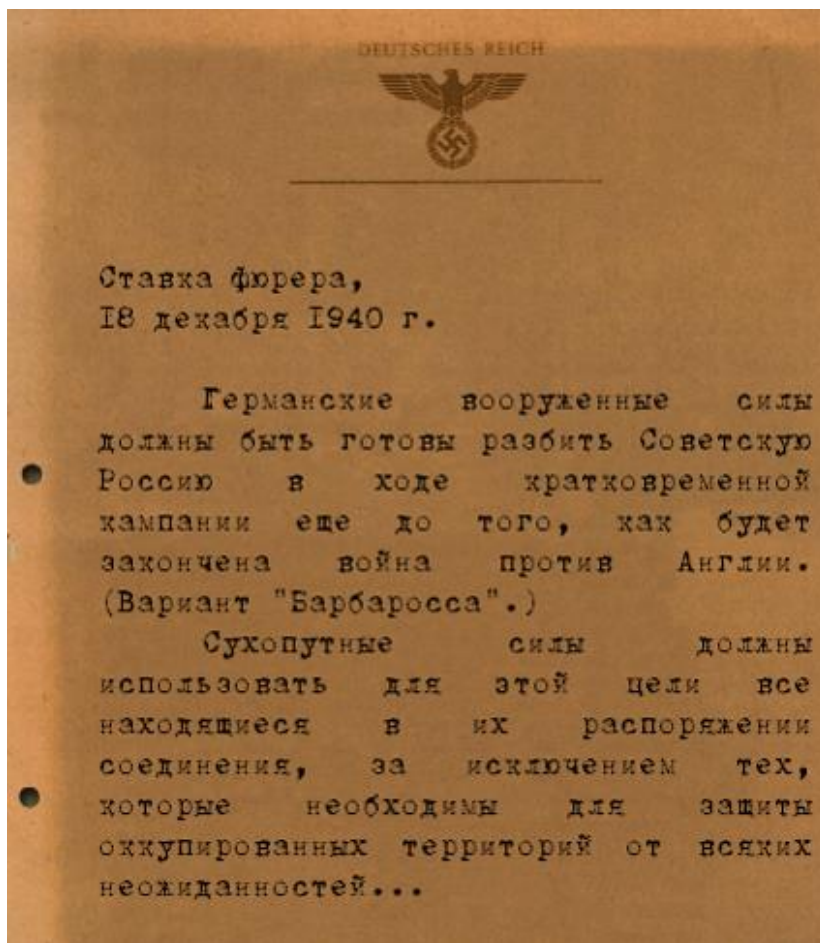 DEUTSCHES REICH
Ставка фюрера,
I8 декабря I940 г.
Германские вооруженные силы
должны быть готовы разбить Советскую
Россию в ходе кратковременной
кампании еще до того, как будет
закончена война против Англии.
(Вариант "Барбаросса".)
Сухопутные силы должны
использовать для этой цели все
находящиеся в их распоряжении
соединения, за исключением тех,
которые необходимы для защиты
оккупированных территорий от всяких
неожиданностей...